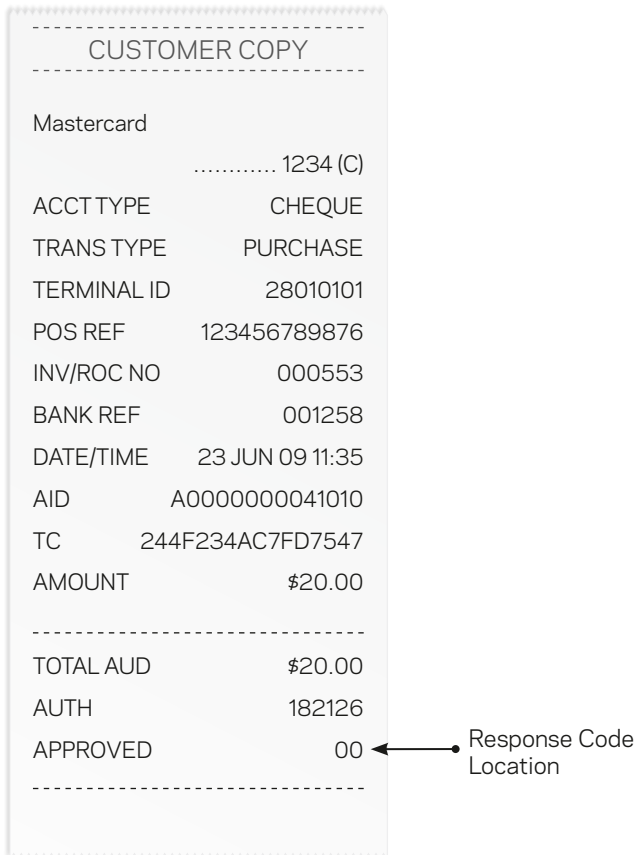 CUSTOMER COPY
Mastercard
............ 1234 (C)
ACCT TYPE CHEQUE
TRANS TYPE PURCHASE
TERMINAL ID 28010101
POS REF 123456789876
INV/ROC NO 000553
BANK REF 001258
DATE/TIME 23 JUN 09 11:35
AID A0000000041010
TC 244F234AC7FD7547
AMOUNT $20.00
TOTAL AUD $20.00
AUTH 182126
APPROVED 00
Response Code
Location